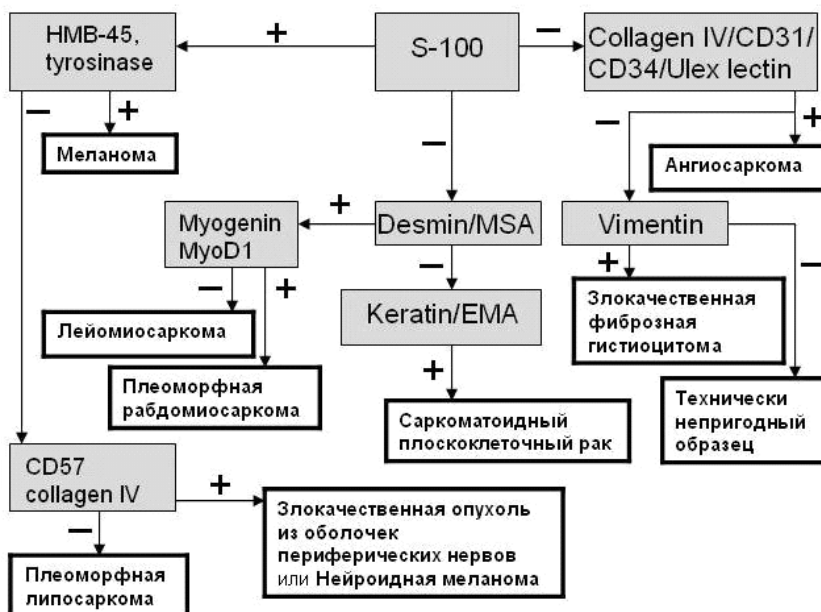 HMB-45,
tyrosinase
+
S-100
−
Collagen IV/CD31/
CD34/Ulex lectin
−
+
−
−
+
Меланома
Ангиосаркома
Myogenin
MyoD1
+
Desmin/MSA
Vimentin
−
+
−
+
−
Keratin/EMA
Лейомиосаркома
Злокачественная
фиброзная
гистиоцитома
Плеоморфная
рабдомиосаркома
+
Саркоматоидный
плоскоклеточный рак
Технически
непригодный
образец
CD57
collagen IV
+
−
Злокачественная опухоль
из оболочек
периферических нервов
или Нейроидная меланома
Плеоморфная
липосаркома